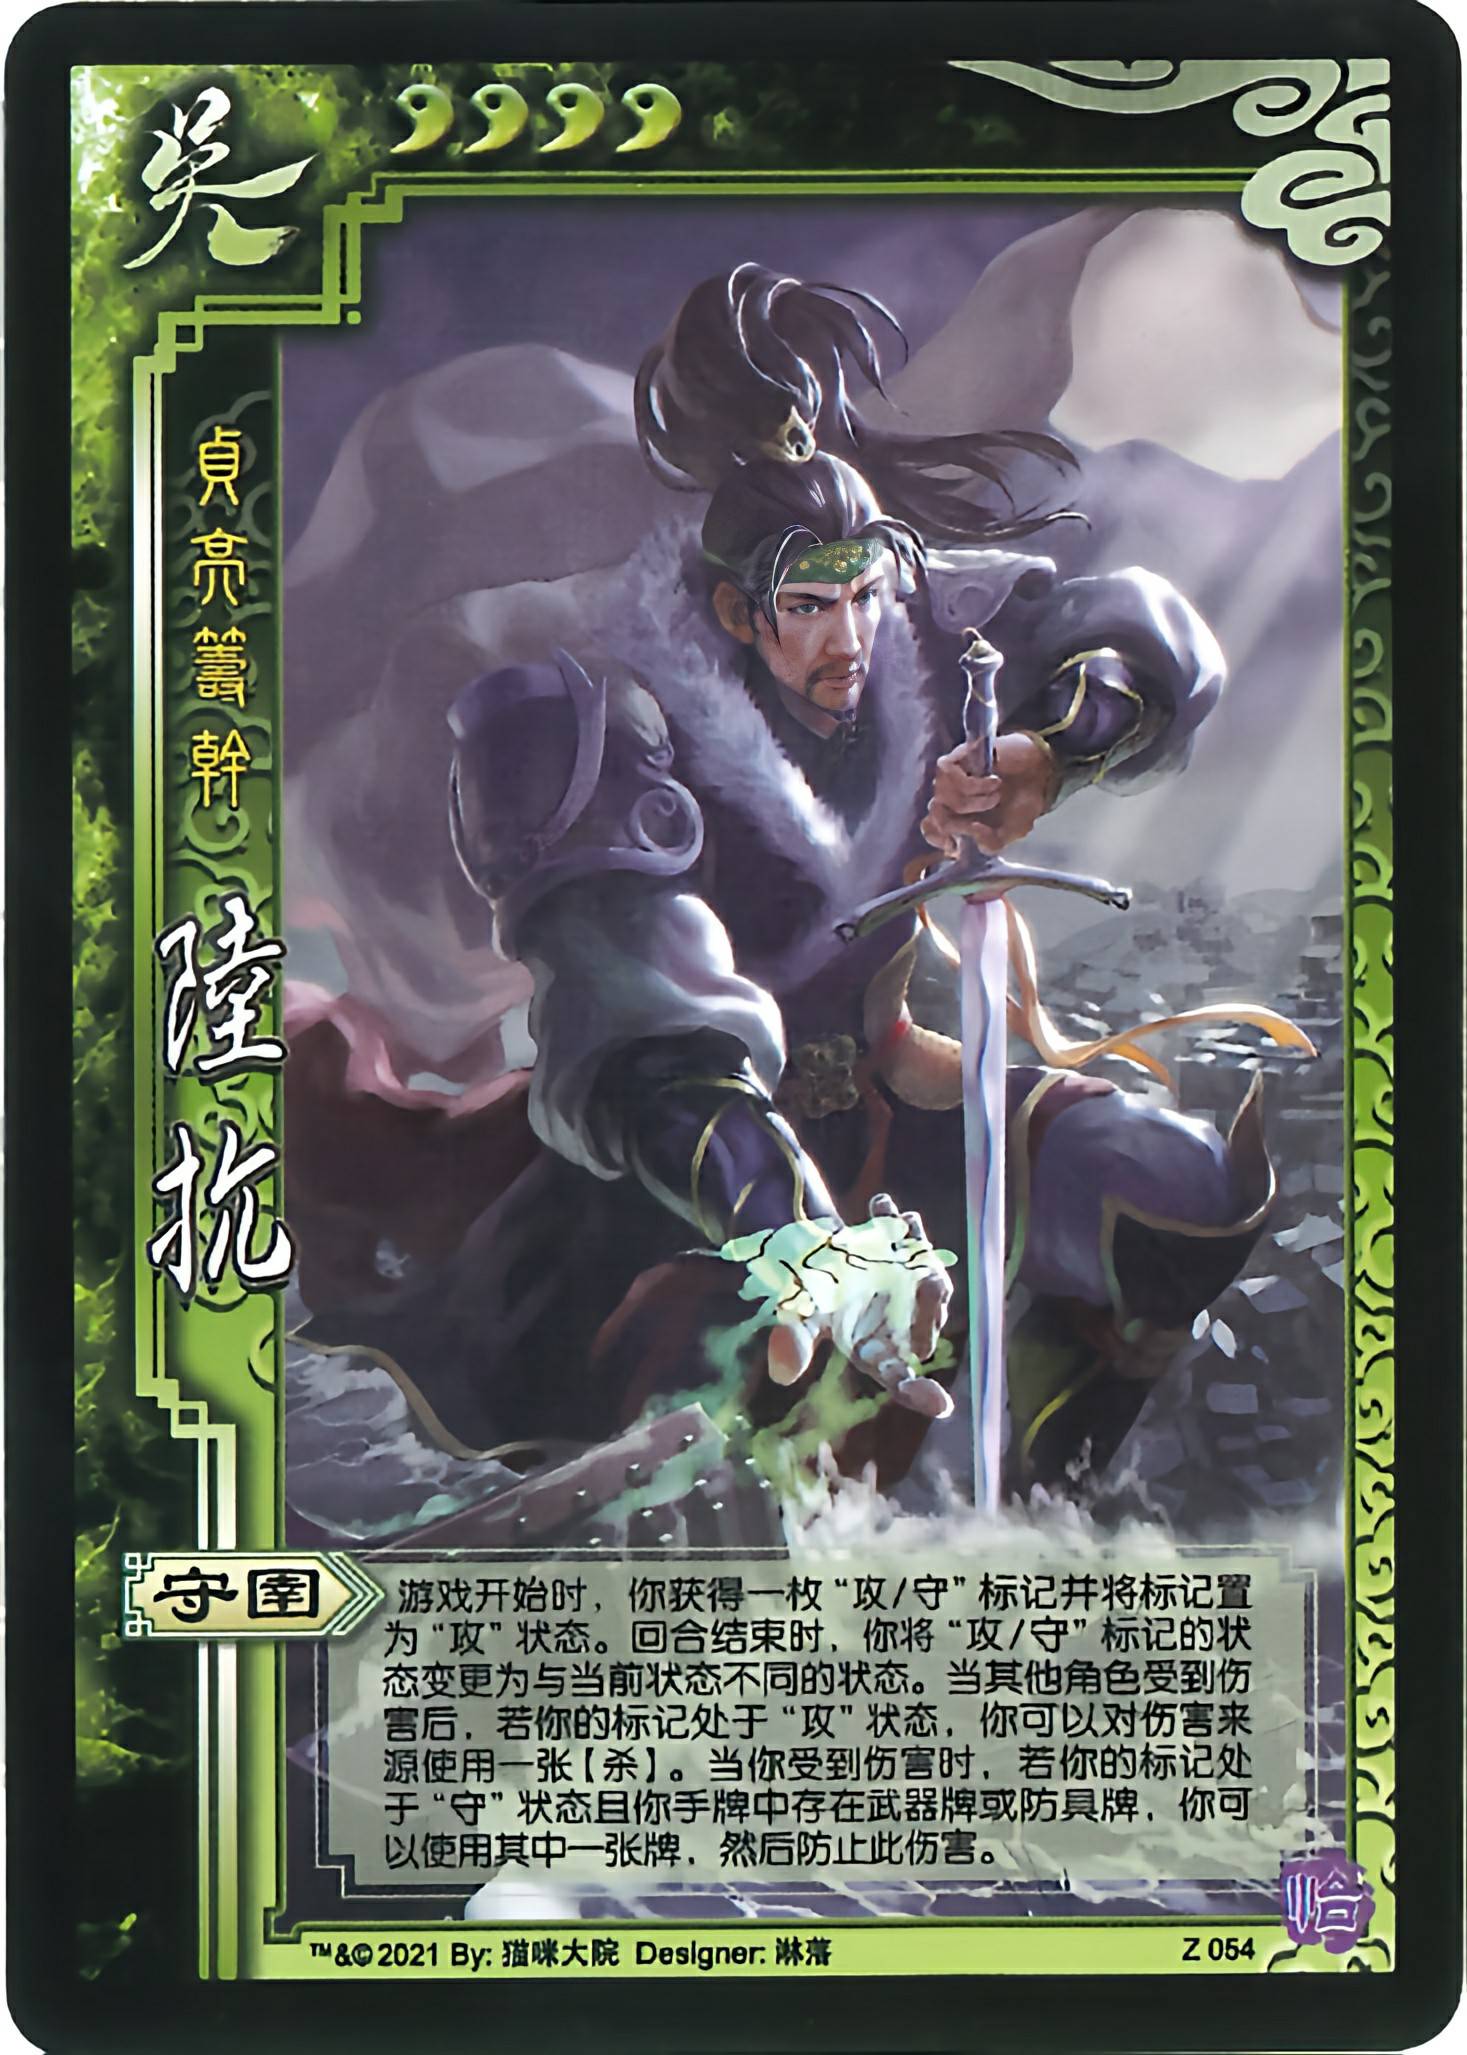 吳
貞亮籌幹
陸抗
守圉
游戏开始时，你获得一枚“攻/守”标记并将标记置
为“攻”状态。回合结束时，你将“攻/守”标记的状
态变更为与当前状态不同的状态。当其他角色受到伤
害后，若你的标记处于“攻”状态，你可以对伤害来
源使用一张【杀】。当你受到伤害时，若你的标记处
于“守”状态且你手牌中存在武器牌或防具牌，你可
以使用其中一张牌，然后防止此伤害。
怡
™&©2021 By: 猫咪大院 Designer: 淋落
Z 054